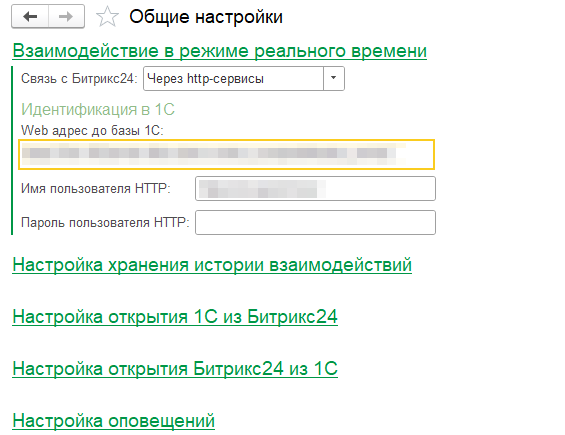 Общие настройки
Взаимодействие в режиме реального времени
Связь с Битрикс24: Через http-сервисы
Идентификация в 1С
Web адрес до базы 1С:
Имя пользователя HTTP:
Пароль пользователя HTTP:
Настройка хранения истории взаимодействий
Настройка открытия 1С из Битрикс24
Настройка открытия Битрикс24 из 1С
Настройка оповещений